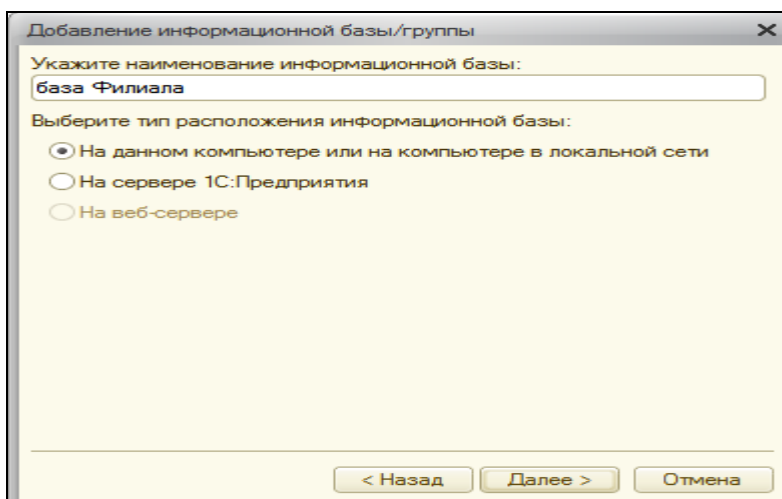 Добавление информационной базы/группы
Укажите наименование информационной базы:
база Филиала
Выберите тип расположения информационной базы:
На данном компьютере или на компьютере в локальной сети
На сервере 1С:Предприятия
На веб-сервере
< Назад Далее > Отмена